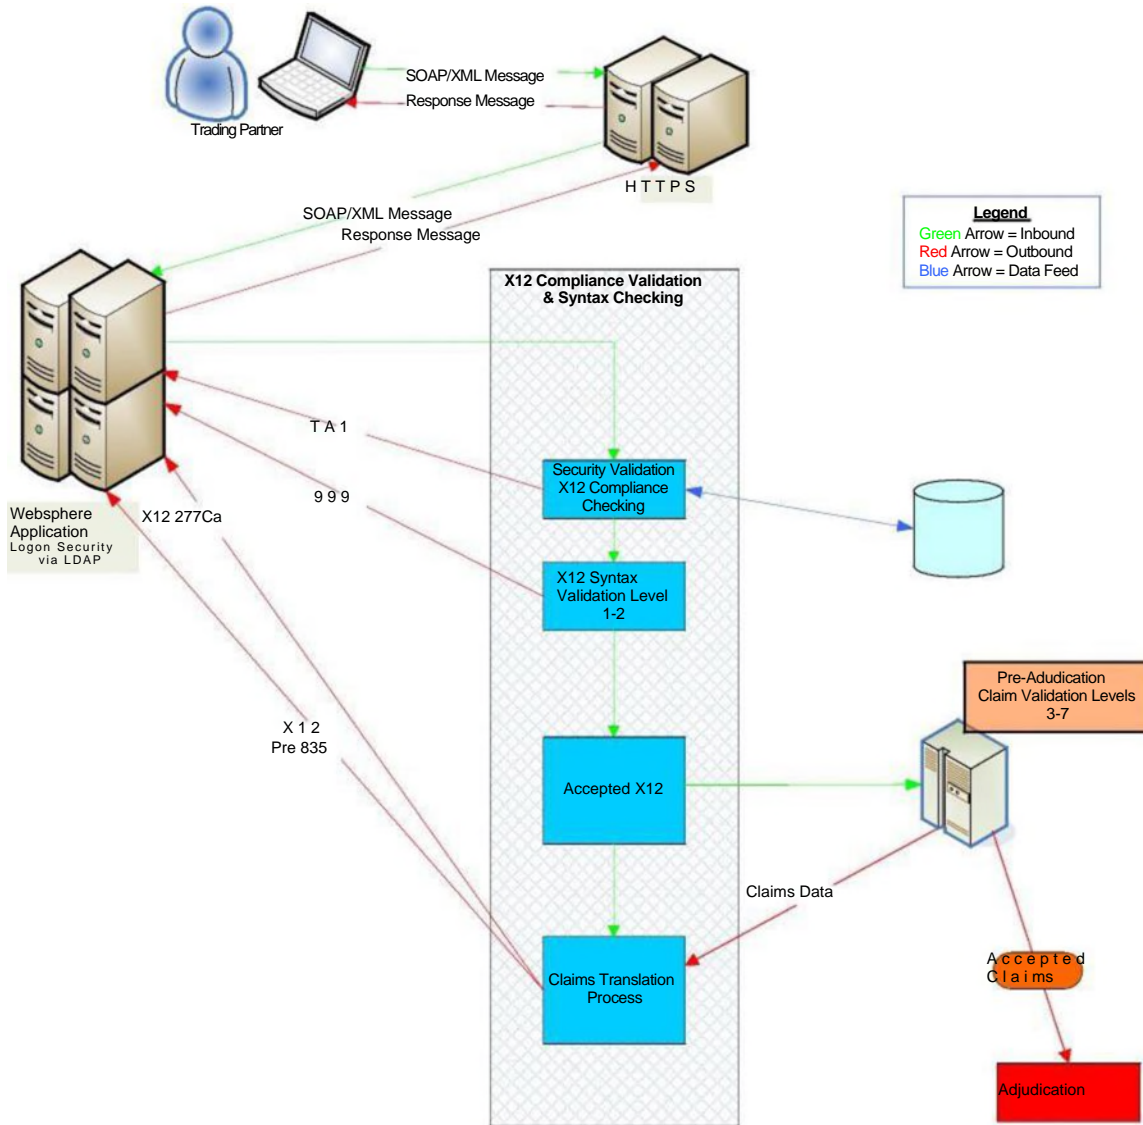 SOAP/XML Message
Response Message
Trading Partner
H T T P S
SOAP/XML Message
Response Message
Legend
Green Arrow = Inbound
Red Arrow = Outbound
Blue Arrow = Data Feed
X12 Compliance Validation
& Syntax Checking
T A 1
Security Validation
X12 Compliance
Checking
9 9 9
Websphere
Application
Logon Security
via LDAP
X12 277Ca
X12 Syntax
Validation Level
1-2
Pre-Adudication
Claim Validation Levels
3-7
X 1 2
Pre 835
Accepted X12
Claims Data
Claims Translation
Process
A c c e p t e d
C l a i m s
Adjudication